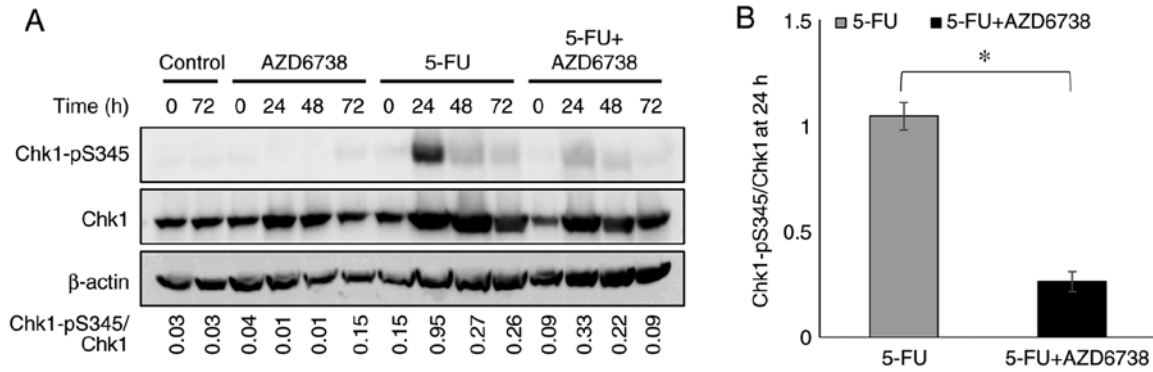 A
Control AZD6738 5-FU 5-FU+
AZD6738
Time (h) 0 72 0 24 48 72 0 24 48 72 0 24 48 72
Chk1-pS345
Chk1
β-actin
Chk1-pS345/
Chk1
0.03 0.03 0.04 0.01 0.01 0.15 0.15 0.95 0.27 0.26 0.09 0.33 0.22 0.09
B
Chk1-pS345/Chk1 at 24 h
1.5
1
0.5
0
5-FU 5-FU+AZD6738
*
5-FU 5-FU+AZD6738